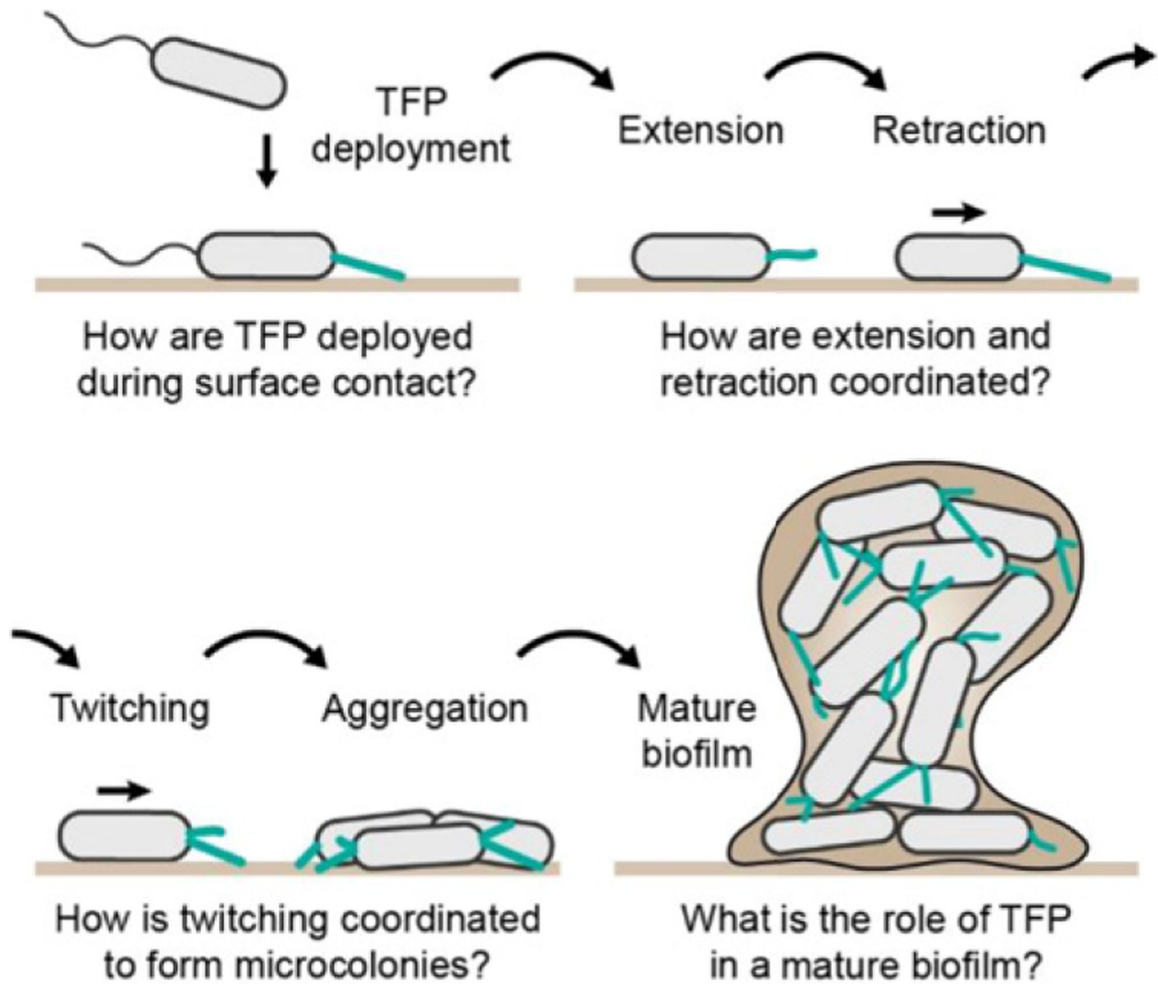 TFP
deployment
Extension
Retraction
How are TFP deployed
during surface contact?
How are extension and
retraction coordinated?
Twitching
Aggregation
Mature
biofilm
How is twitching coordinated
to form microcolonies?
What is the role of TFP
in a mature biofilm?